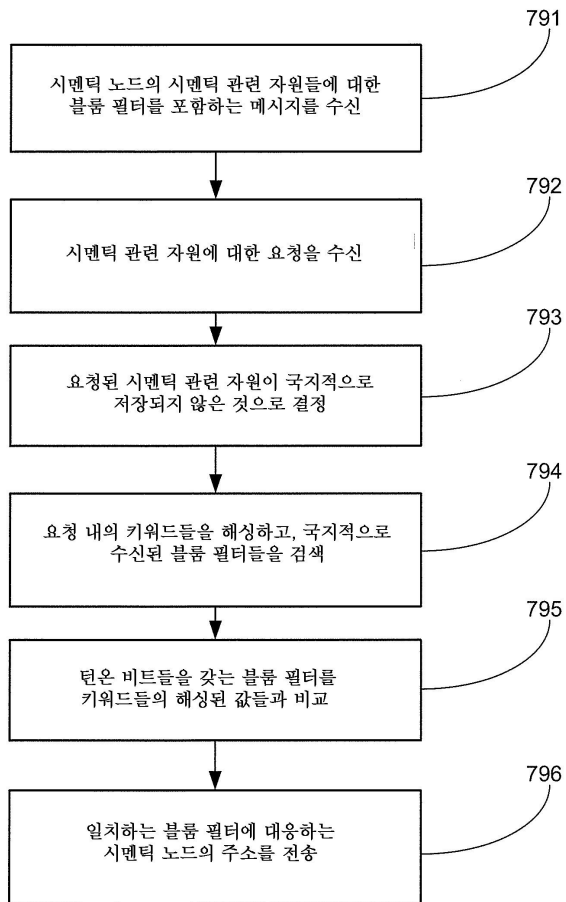 791
시멘틱 노드의 시멘틱 관련 자원들에 대한
블룸 필터를 포함하는 메시지를 수신
792
시멘틱 관련 자원에 대한 요청을 수신
793
요청된 시멘틱 관련 자원이 국지적으로
저장되지 않은 것으로 결정
794
요청 내의 키워드들을 해싱하고, 국지적으로
수신된 블룸 필터들을 검색
795
턴온 비트들을 갖는 블룸 필터를
키워드들의 해싱된 값들과 비교
796
일치하는 블룸 필터에 대응하는
시멘틱 노드의 주소를 전송